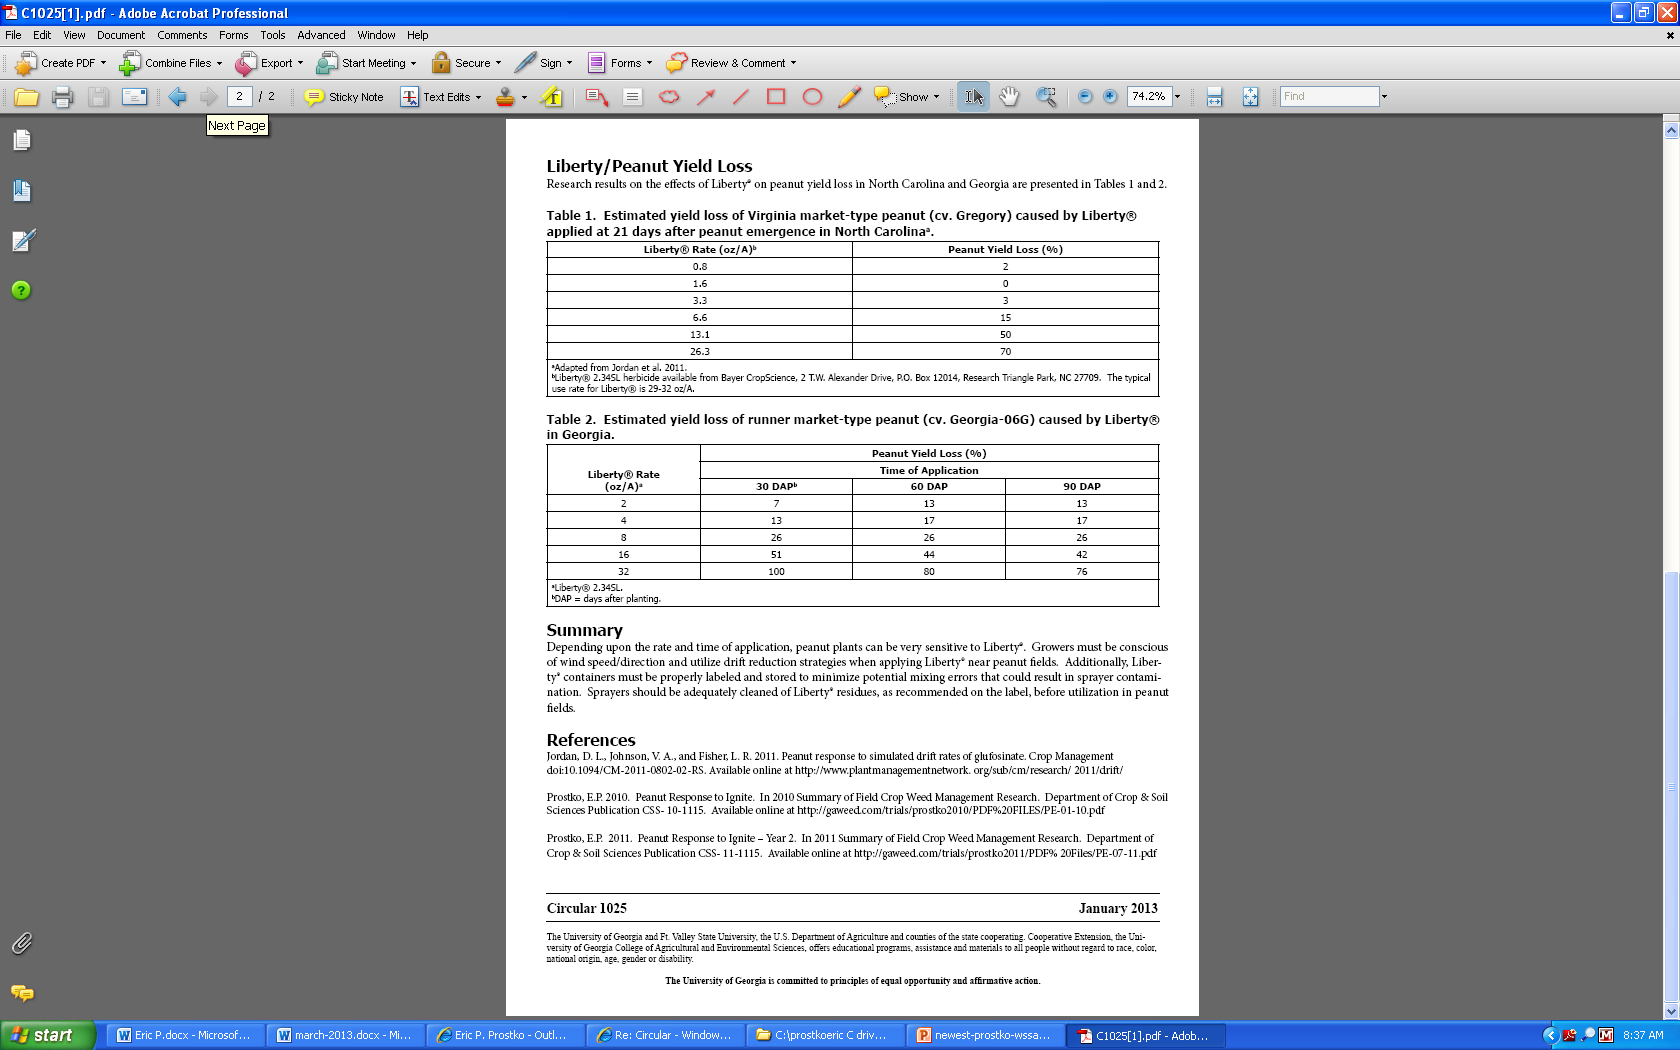 C1025[1].pdf - Adobe Acrobat Professional
File Edit View Document Comments Forms Tools Advanced Window Help
Create PDF Combine Files Export Start Meeting Secure Sign Forms Review & Comment
2 / 2 Sticky Note Text Edits Show 74.2% Find
Next Page
Liberty/Peanut Yield Loss
Research results on the effects of Liberty® on peanut yield loss in North Carolina and Georgia are presented in Tables 1 and 2.
Table 1. Estimated yield loss of Virginia market-type peanut (cv. Gregory) caused by Liberty®
applied at 21 days after peanut emergence in North Carolinaᵃ.
Liberty® Rate (oz/A)ᵇ Peanut Yield Loss (%)
0.8 2
1.6 0
3.3 3
6.6 15
13.1 50
26.3 70
ᵃAdapted from Jordan et al. 2011.
ᵇLiberty® 2.34SL herbicide available from Bayer CropScience, 2 T.W. Alexander Drive, P.O. Box 12014, Research Triangle Park, NC 27709. The typical
use rate for Liberty® is 29-32 oz/A.
Table 2. Estimated yield loss of runner market-type peanut (cv. Georgia-06G) caused by Liberty®
in Georgia.
Peanut Yield Loss (%)
Time of Application
Liberty® Rate
(oz/A)ᵃ 30 DAPᵇ 60 DAP 90 DAP
2 7 13 13
4 13 17 17
8 26 26 26
16 51 44 42
32 100 80 76
ᵃLiberty® 2.34SL.
ᵇDAP = days after planting.
Summary
Depending upon the rate and time of application, peanut plants can be very sensitive to Liberty®. Growers must be conscious
of wind speed/direction and utilize drift reduction strategies when applying Liberty® near peanut fields. Additionally, Liber-
ty® containers must be properly labeled and stored to minimize potential mixing errors that could result in sprayer contami-
nation. Sprayers should be adequately cleaned of Liberty® residues, as recommended on the label, before utilization in peanut
fields.
References
Jordan, D. L., Johnson, V. A., and Fisher, L. R. 2011. Peanut response to simulated drift rates of glufosinate. Crop Management
doi:10.1094/CM-2011-0802-02-RS. Available online at http://www.plantmanagementnetwork. org/sub/cm/research/ 2011/drift/
Prostko, E.P. 2010. Peanut Response to Ignite. In 2010 Summary of Field Crop Weed Management Research. Department of Crop & Soil
Sciences Publication CSS- 10-1115. Available online at http://gaweed.com/trials/prostko2010/PDF%20FILES/PE-01-10.pdf
Prostko, E.P. 2011. Peanut Response to Ignite – Year 2. In 2011 Summary of Field Crop Weed Management Research. Department of
Crop & Soil Sciences Publication CSS- 11-1115. Available online at http://gaweed.com/trials/prostko2011/PDF% 20Files/PE-07-11.pdf
Circular 1025 January 2013
The University of Georgia and Ft. Valley State University, the U.S. Department of Agriculture and counties of the state cooperating. Cooperative Extension, the Uni-
versity of Georgia College of Agricultural and Environmental Sciences, offers educational programs, assistance and materials to all people without regard to race, color,
national origin, age, gender or disability.
The University of Georgia is committed to principles of equal opportunity and affirmative action.
start Eric P.docx - Microsof... march-2013.docx - Mi... Eric P. Prostko - Outl... Re: Circular - Window... C:\prostkoeric C driv... newest-prostko-wssa... C1025[1].pdf - Adob... 8:37 AM